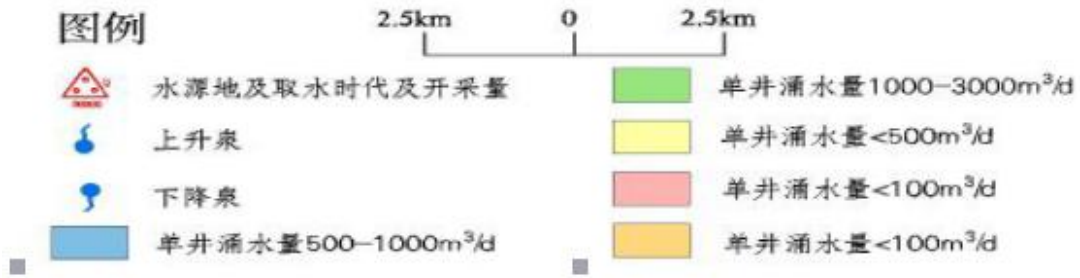 图例
2.5km 0 2.5km
水源地及取水时代及开采量
上升泉
下降泉
单井涌水量500-1000m³/d
单井涌水量1000-3000m³/d
单井涌水量<500m³/d
单井涌水量<100m³/d
单井涌水量<100m³/d